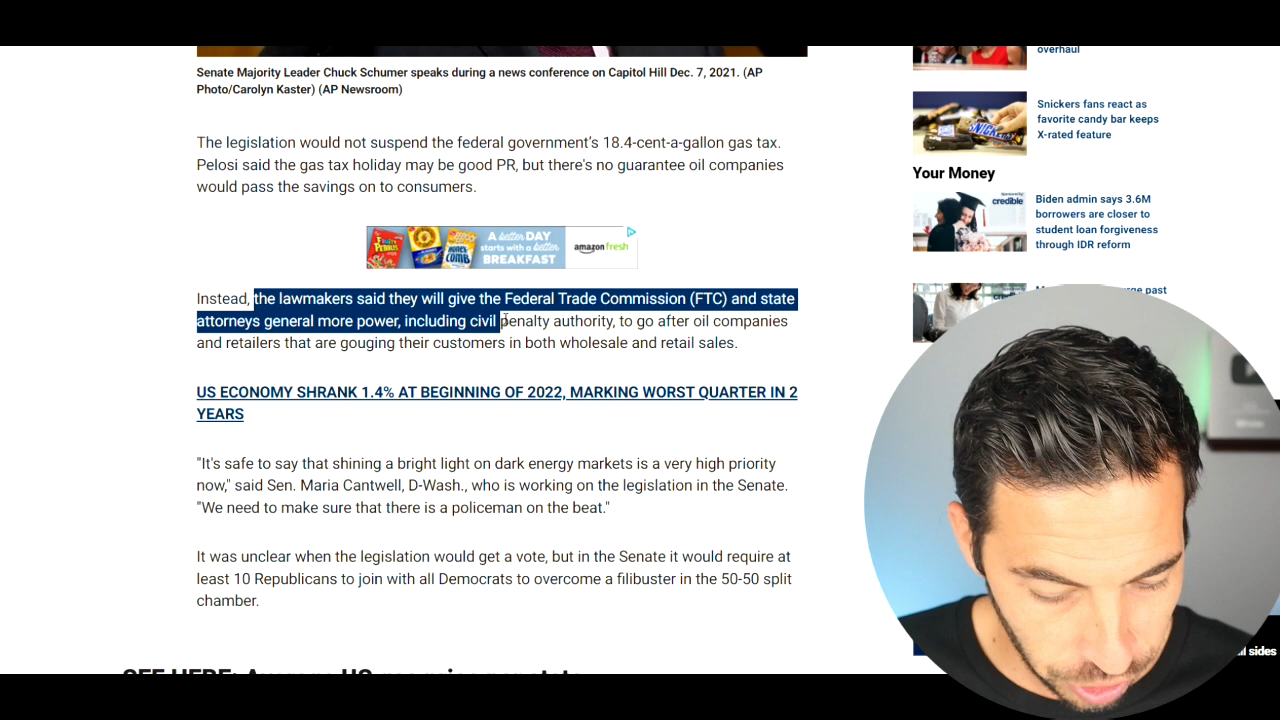 overhaul
Senate Majority Leader Chuck Schumer speaks during a news conference on Capitol Hill Dec. 7, 2021. (AP
Photo/Carolyn Kaster) (AP Newsroom)
Snickers fans react as
favorite candy bar keeps
X-rated feature
SNICKERS
The legislation would not suspend the federal government’s 18.4-cent-a-gallon gas tax.
Pelosi said the gas tax holiday may be good PR, but there's no guarantee oil companies
would pass the savings on to consumers.
Your Money
credible
Biden admin says 3.6M
borrowers are closer to
student loan forgiveness
through IDR reform
A better DAY
starts with a better
BREAKFAST
amazon fresh
Instead, the lawmakers said they will give the Federal Trade Commission (FTC) and state
attorneys general more power, including civil penalty authority, to go after oil companies
and retailers that are gouging their customers in both wholesale and retail sales.
past
US ECONOMY SHRANK 1.4% AT BEGINNING OF 2022, MARKING WORST QUARTER IN 2
YEARS
"It's safe to say that shining a bright light on dark energy markets is a very high priority
now," said Sen. Maria Cantwell, D-Wash., who is working on the legislation in the Senate.
"We need to make sure that there is a policeman on the beat."
It was unclear when the legislation would get a vote, but in the Senate it would require at
least 10 Republicans to join with all Democrats to overcome a filibuster in the 50-50 split
chamber.
sides